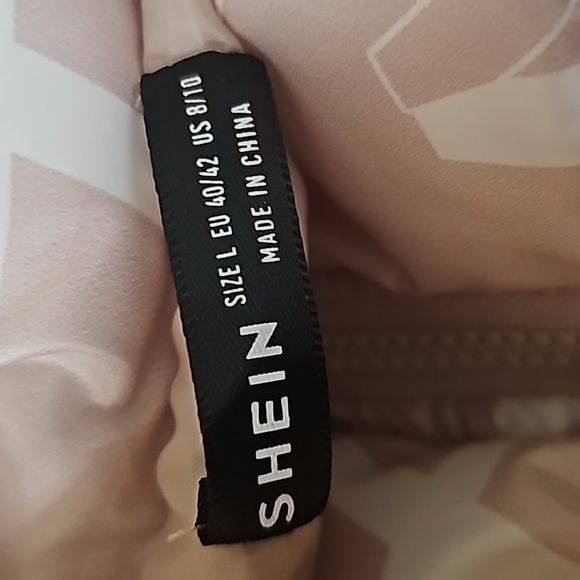 SHEIN
SIZE L EU 40/42 US 8/10
MADE IN CHINA